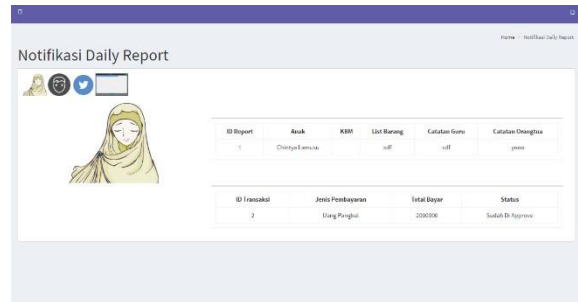 Home / Notifikasi Daily Report
Notifikasi Daily Report
ID Report Anak KBM List Barang Catatan Guru Catatan Orangtua
1 sdf sdf
ID Transaksi Jenis Pembayaran Total Bayar Status
2 Uang Pangkal 2000000 Sudah Di Approve